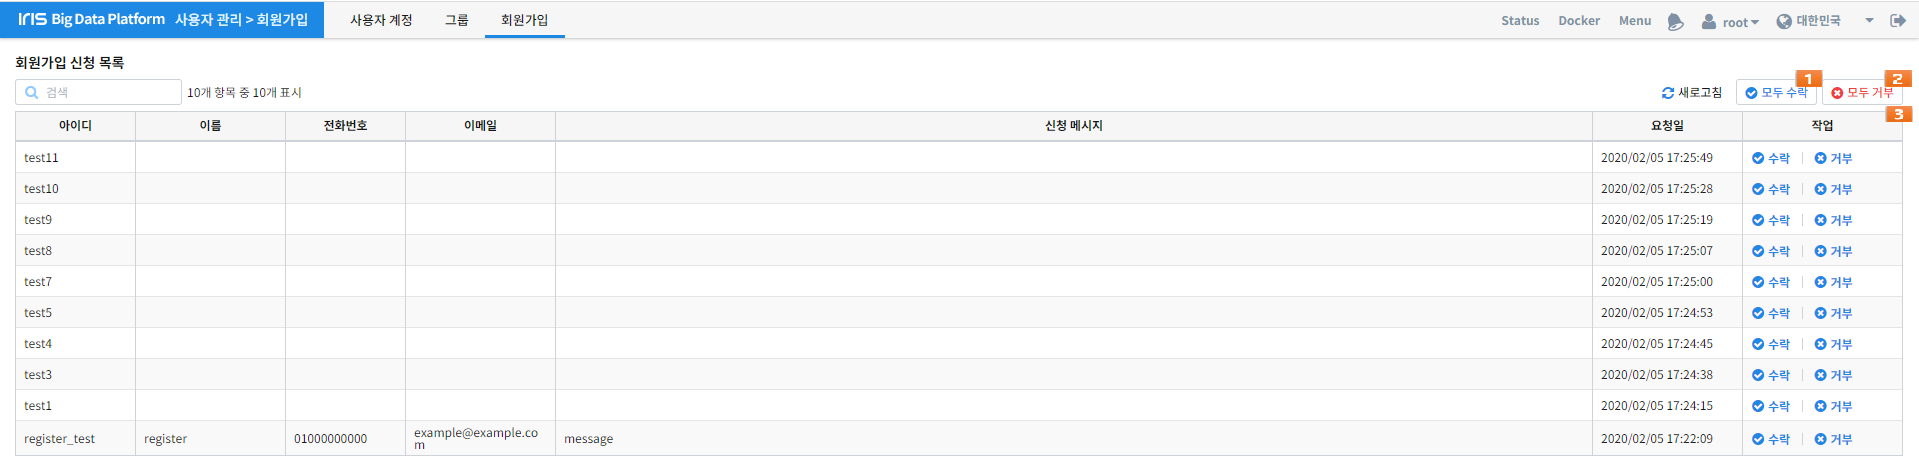 IRIS Big Data Platform 사용자 관리 > 회원가입 사용자 계정 그룹 회원가입 Status Docker Menu root 대한민국
회원가입 신청 목록
검색 10개 항목 중 10개 표시 새로고침 모두 수락 1 모두 거부 2
3
아이디 이름 전화번호 이메일 신청 메시지 요청일 작업
test11 2020/02/05 17:25:49 수락 거부
test10 2020/02/05 17:25:28 수락 거부
test9 2020/02/05 17:25:19 수락 거부
test8 2020/02/05 17:25:07 수락 거부
test7 2020/02/05 17:25:00 수락 거부
test5 2020/02/05 17:24:53 수락 거부
test4 2020/02/05 17:24:45 수락 거부
test3 2020/02/05 17:24:38 수락 거부
test1 2020/02/05 17:24:15 수락 거부
register_test register 01000000000 example@example.co
m message 2020/02/05 17:22:09 수락 거부